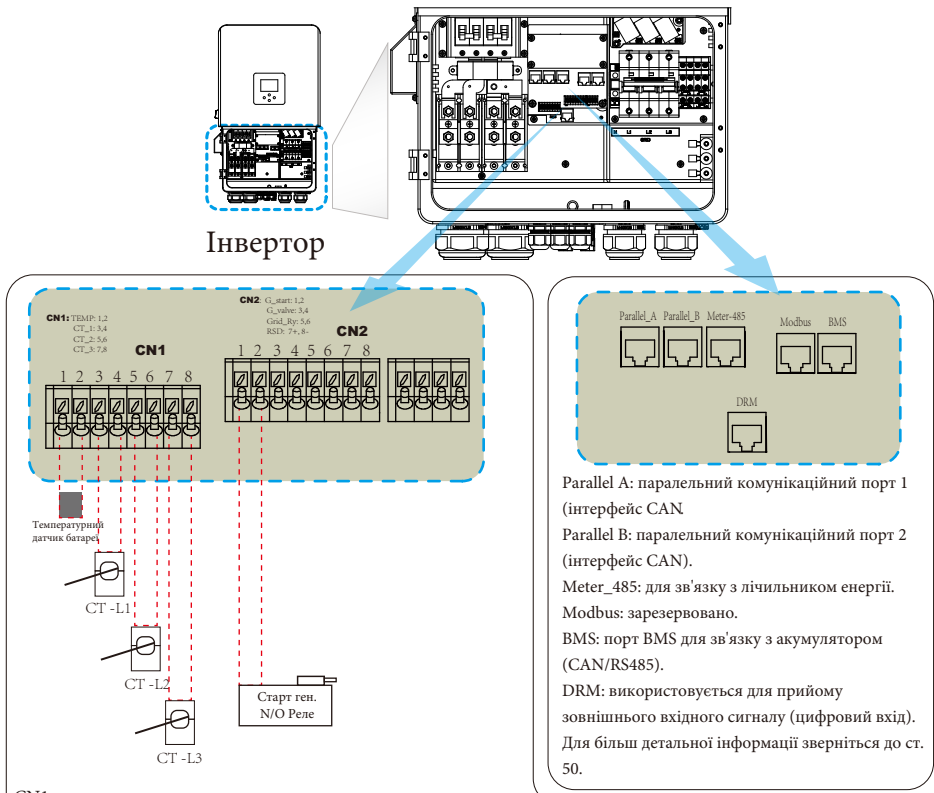 L1 L2 L3
Інвертор
CN1: TEMP: 1,2
CT_1: 3,4
CT_2: 5,6
CT_3: 7,8
CN1
1 2 3 4 5 6 7 8
CN2: G_start: 1,2
G_valve: 3,4
Grid_Ry: 5,6
RSD: 7+, 8-
CN2
1 2 3 4 5 6 7 8
Температурний
датчик батареї
CT -L1
CT -L2
CT -L3
Старт ген.
N/O Реле
CN1
Parallel_A Parallel_B Meter-485
Modbus BMS
DRM
Parallel A: паралельний комунікаційний порт 1
(інтерфейс CAN.
Parallel B: паралельний комунікаційний порт 2
(інтерфейс CAN).
Meter_485: для зв'язку з лічильником енергії.
Modbus: зарезервовано.
BMS: порт BMS для зв'язку з акумулятором
(CAN/RS485).
DRM: використовується для прийому
зовнішнього вхідного сигналу (цифровий вхід).
Для більш детальної інформації зверніться до ст.
50.